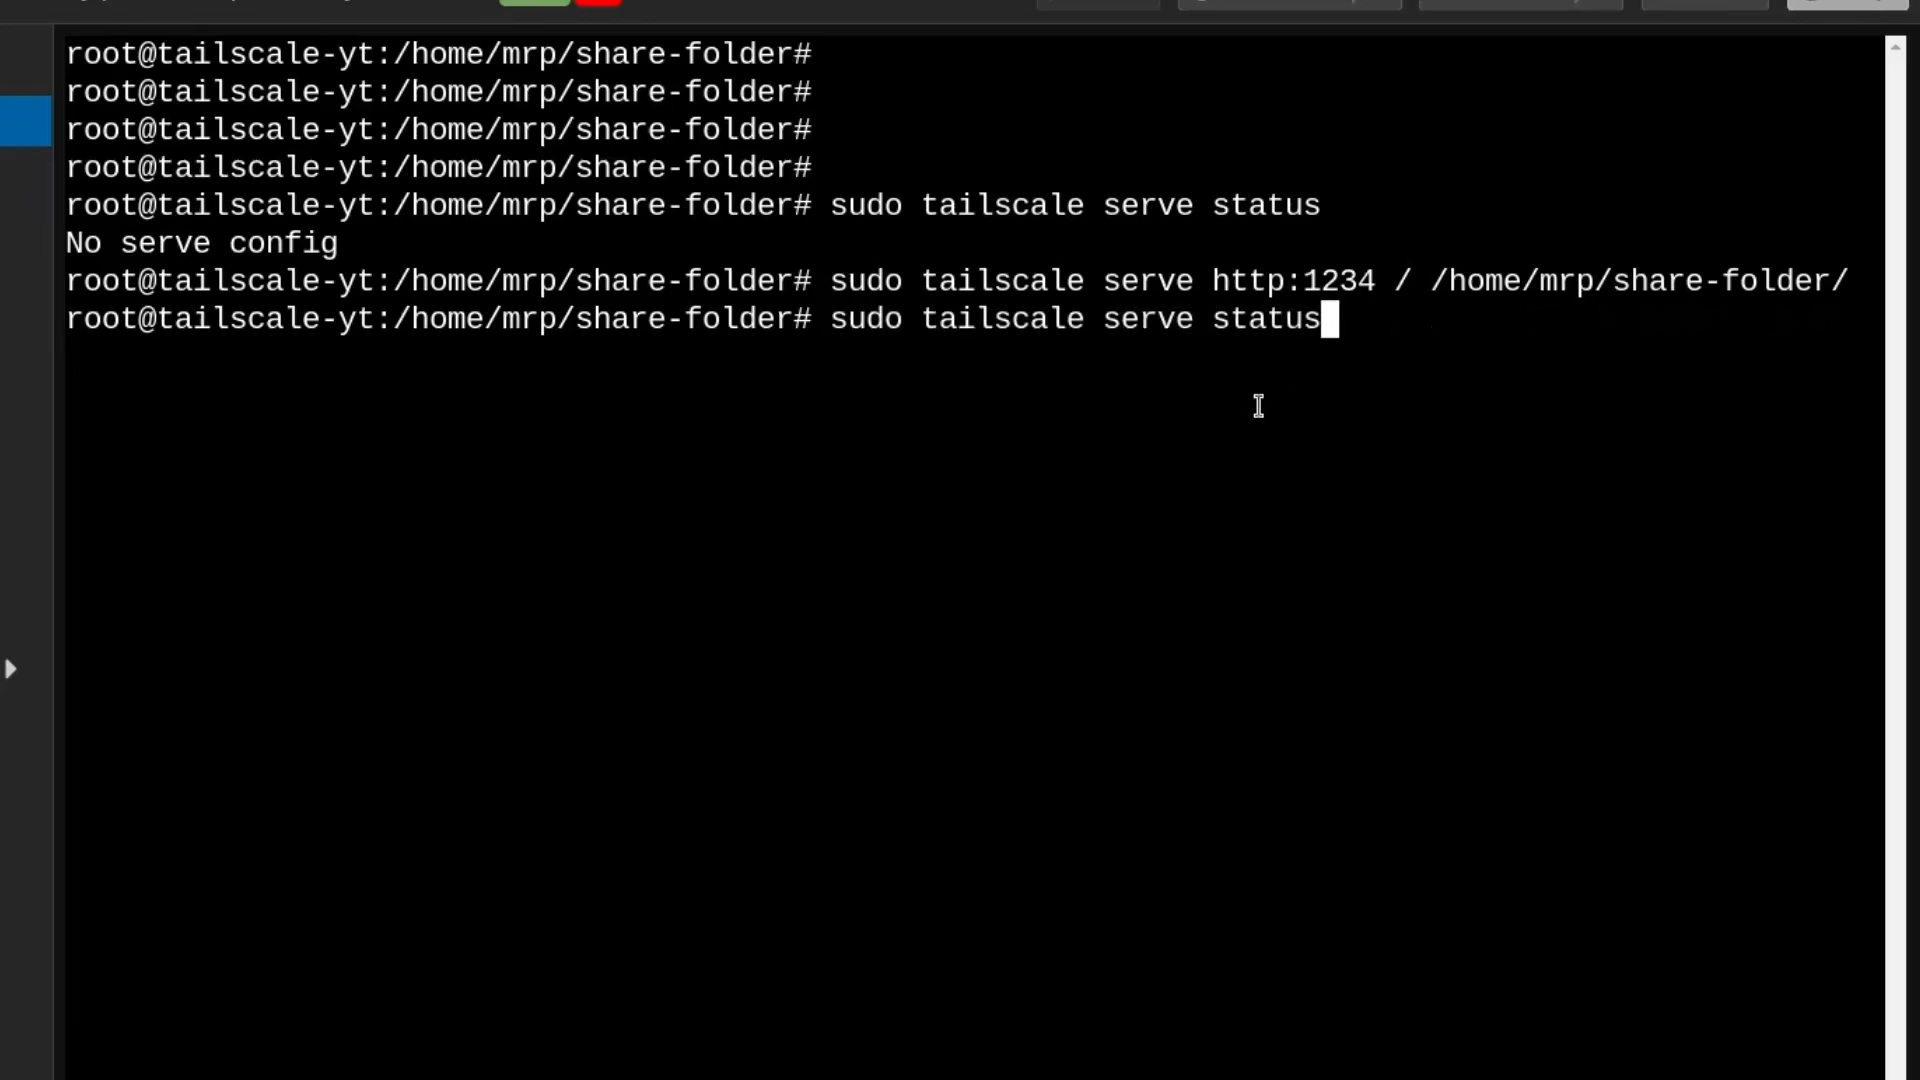 root@tailscale-yt:/home/mrp/share-folder#
root@tailscale-yt:/home/mrp/share-folder#
root@tailscale-yt:/home/mrp/share-folder#
root@tailscale-yt:/home/mrp/share-folder#
root@tailscale-yt:/home/mrp/share-folder# sudo tailscale serve status
No serve config
root@tailscale-yt:/home/mrp/share-folder# sudo tailscale serve http:1234 / /home/mrp/share-folder/
root@tailscale-yt:/home/mrp/share-folder# sudo tailscale serve status